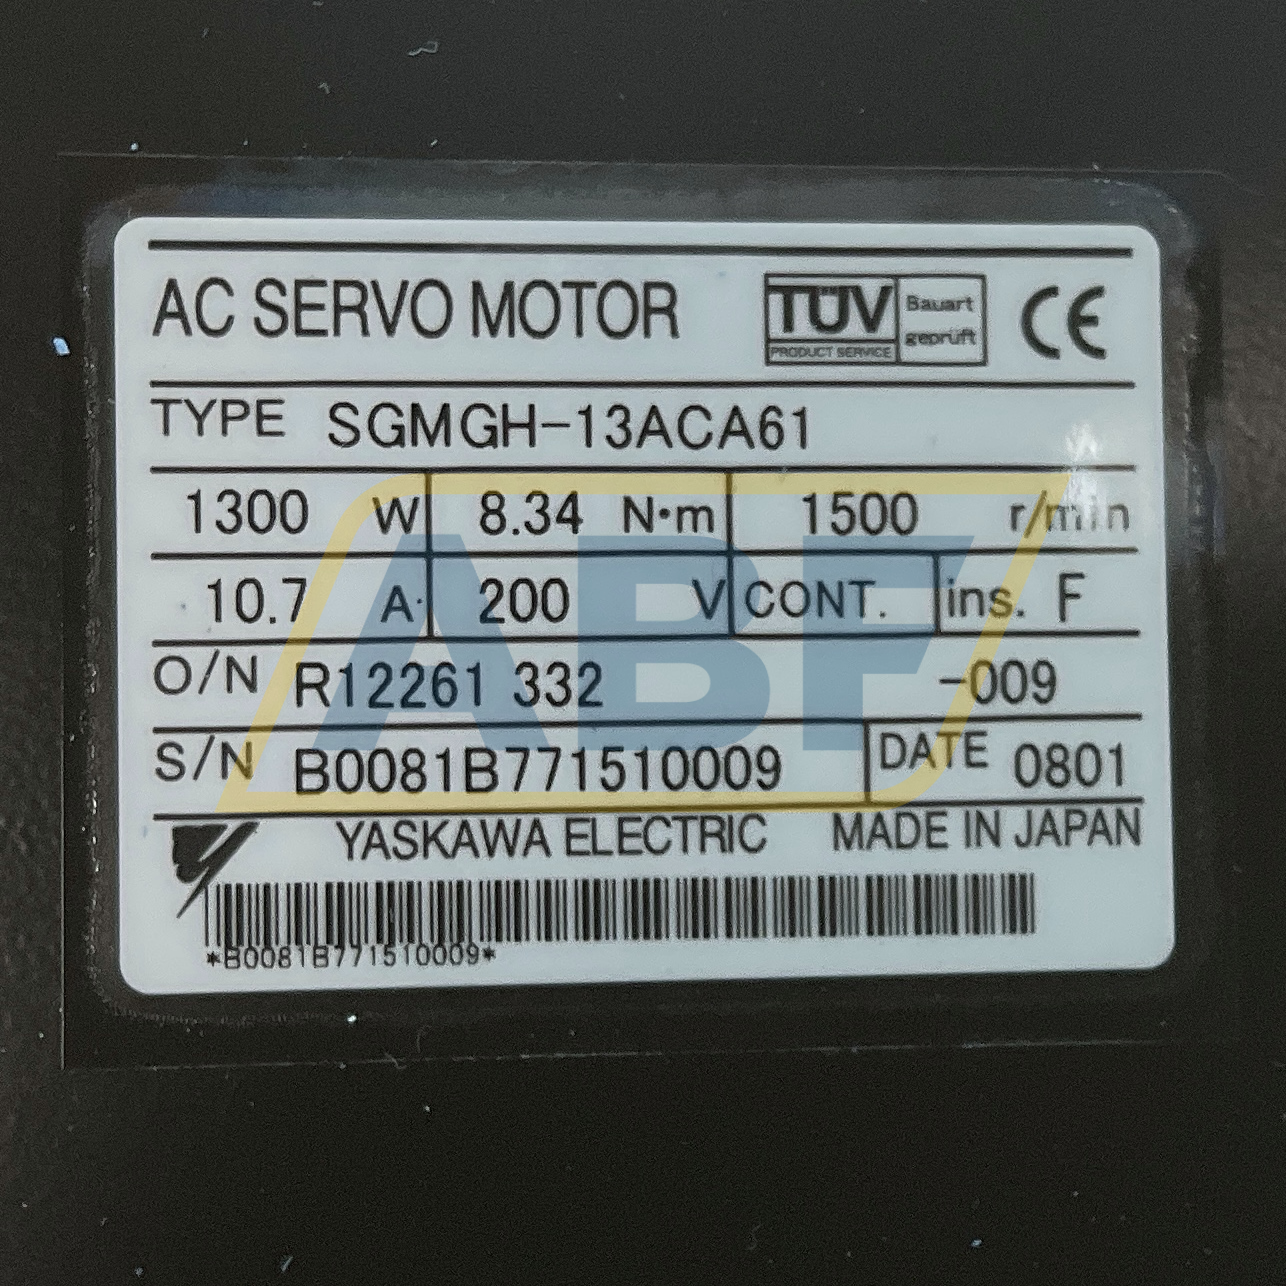 AC SERVO MOTOR TÜV PRODUCT SERVICE Bauart geprüft CE
TYPE SGMGH-13ACA61
1300 W 8.34 N·m 1500 r/min
10.7 A 200 V CONT. ins. F
O/N R12261 332 -009
S/N B0081B771510009 DATE 0801
YASKAWA ELECTRIC MADE IN JAPAN
*B0081B771510009*
ABF